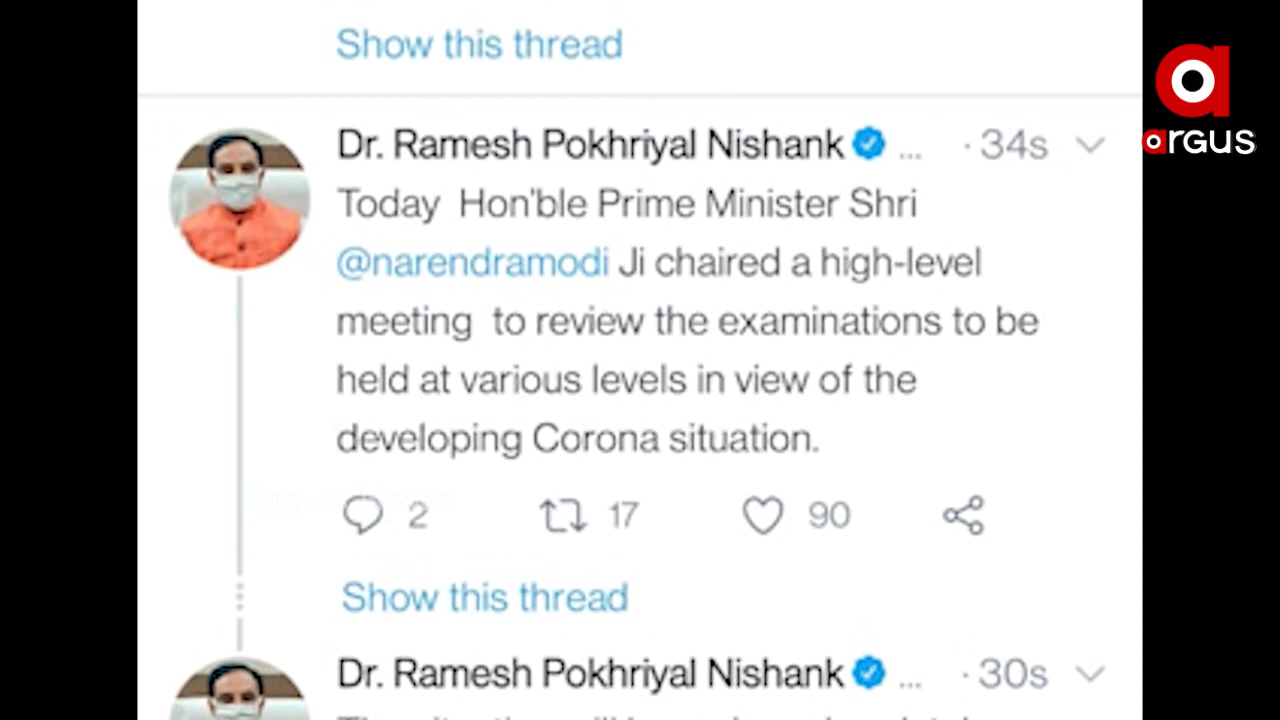 Show this thread
argus
Dr. Ramesh Pokhriyal Nishank ... · 34s
Today Hon'ble Prime Minister Shri
@narendramodi Ji chaired a high-level
meeting to review the examinations to be
held at various levels in view of the
developing Corona situation.
2 17 90
Show this thread
Dr. Ramesh Pokhriyal Nishank ... · 30s